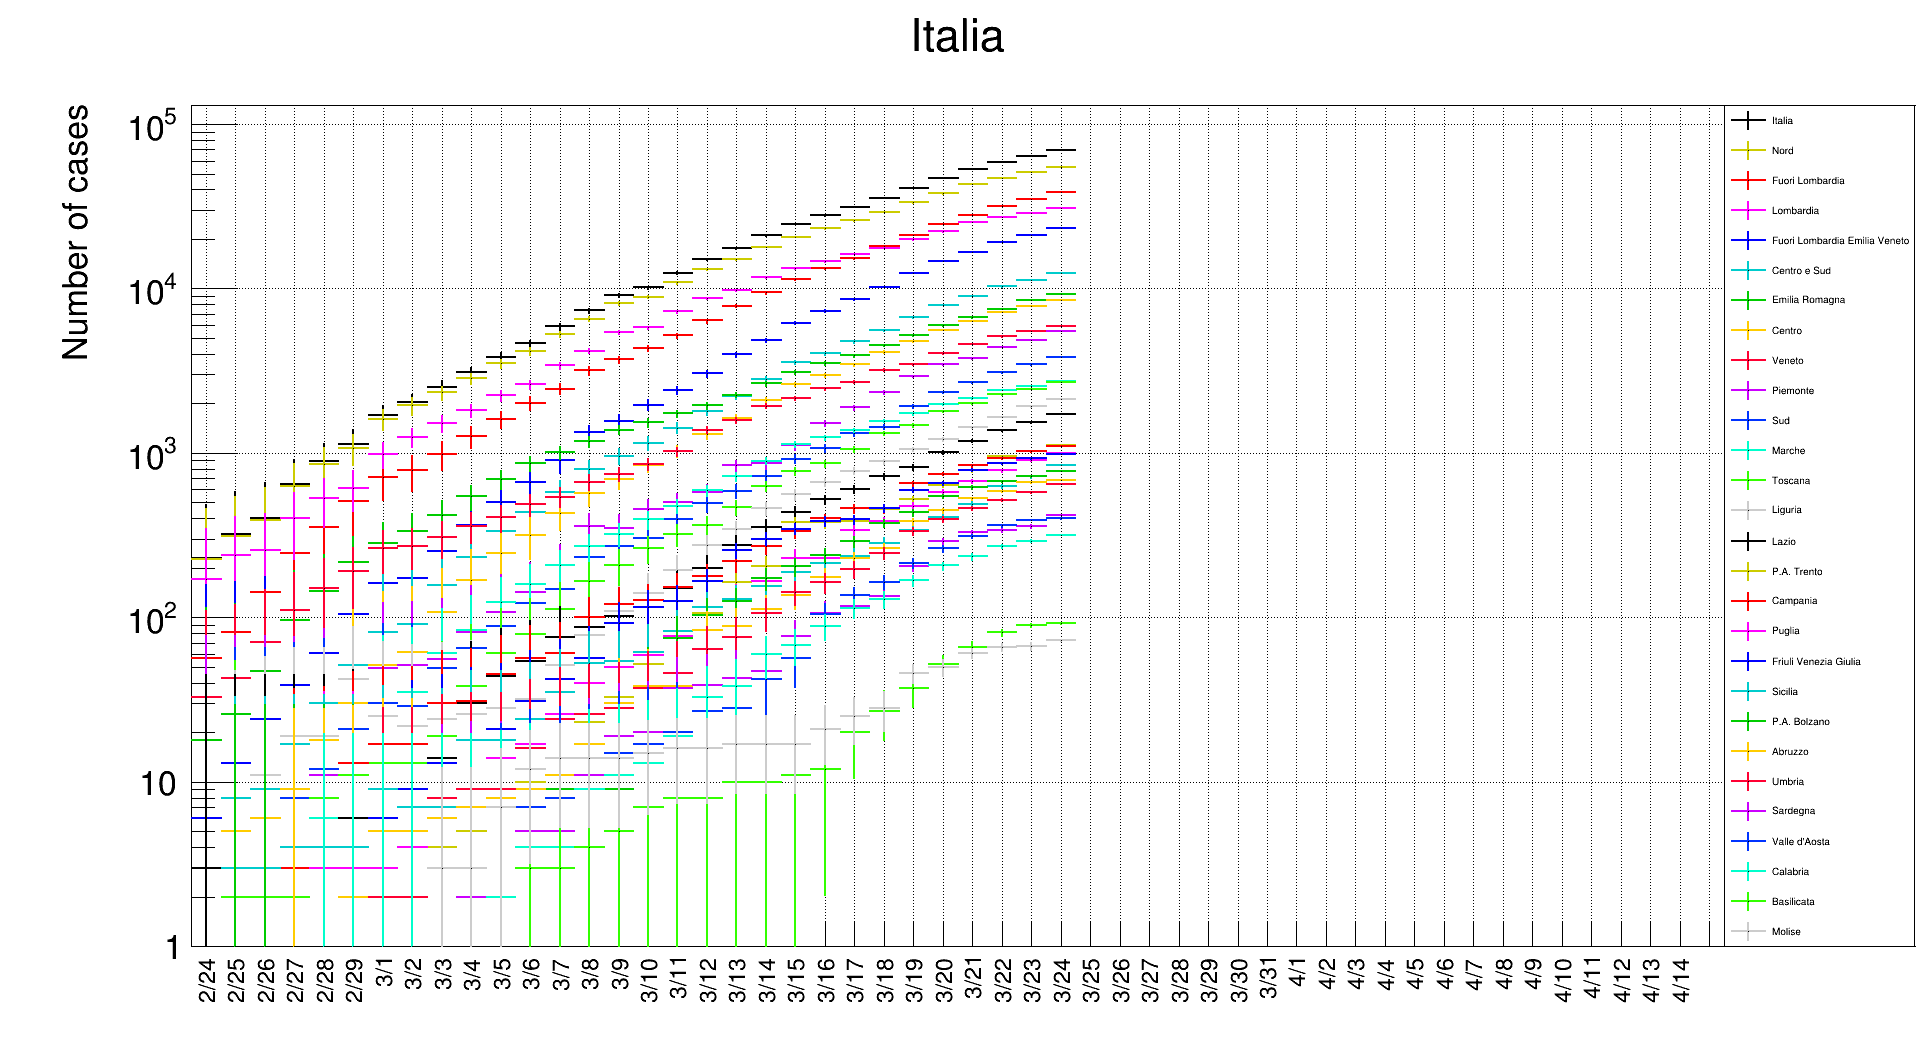 Italia
Number of cases
10^5
10^4
10^3
10^2
10
1
2/24
2/25
2/26
2/27
2/28
2/29
3/1
3/2
3/3
3/4
3/5
3/6
3/7
3/8
3/9
3/10
3/11
3/12
3/13
3/14
3/15
3/16
3/17
3/18
3/19
3/20
3/21
3/22
3/23
3/24
3/25
3/26
3/27
3/28
3/29
3/30
3/31
4/1
4/2
4/3
4/4
4/5
4/6
4/7
4/8
4/9
4/10
4/11
4/12
4/13
4/14
Italia
Nord
Fuori Lombardia
Lombardia
Fuori Lombardia Emilia Veneto
Centro e Sud
Emilia Romagna
Centro
Veneto
Piemonte
Sud
Marche
Toscana
Liguria
Lazio
P.A. Trento
Campania
Puglia
Friuli Venezia Giulia
Sicilia
P.A. Bolzano
Abruzzo
Umbria
Sardegna
Valle d'Aosta
Calabria
Basilicata
Molise